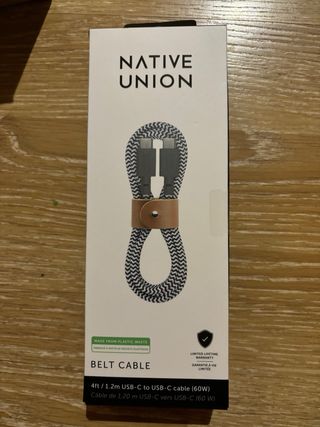 NATIVE
UNION
MADE FROM PLASTIC WASTE
BELT CABLE
LIMITED LIFETIME
WARRANTY
GARANTIE À VIE
LIMITÉE
4ft / 1.2m USB-C to USB-C cable (60W)
Câble de 1.20 m USB-C vers USB-C (60 W)